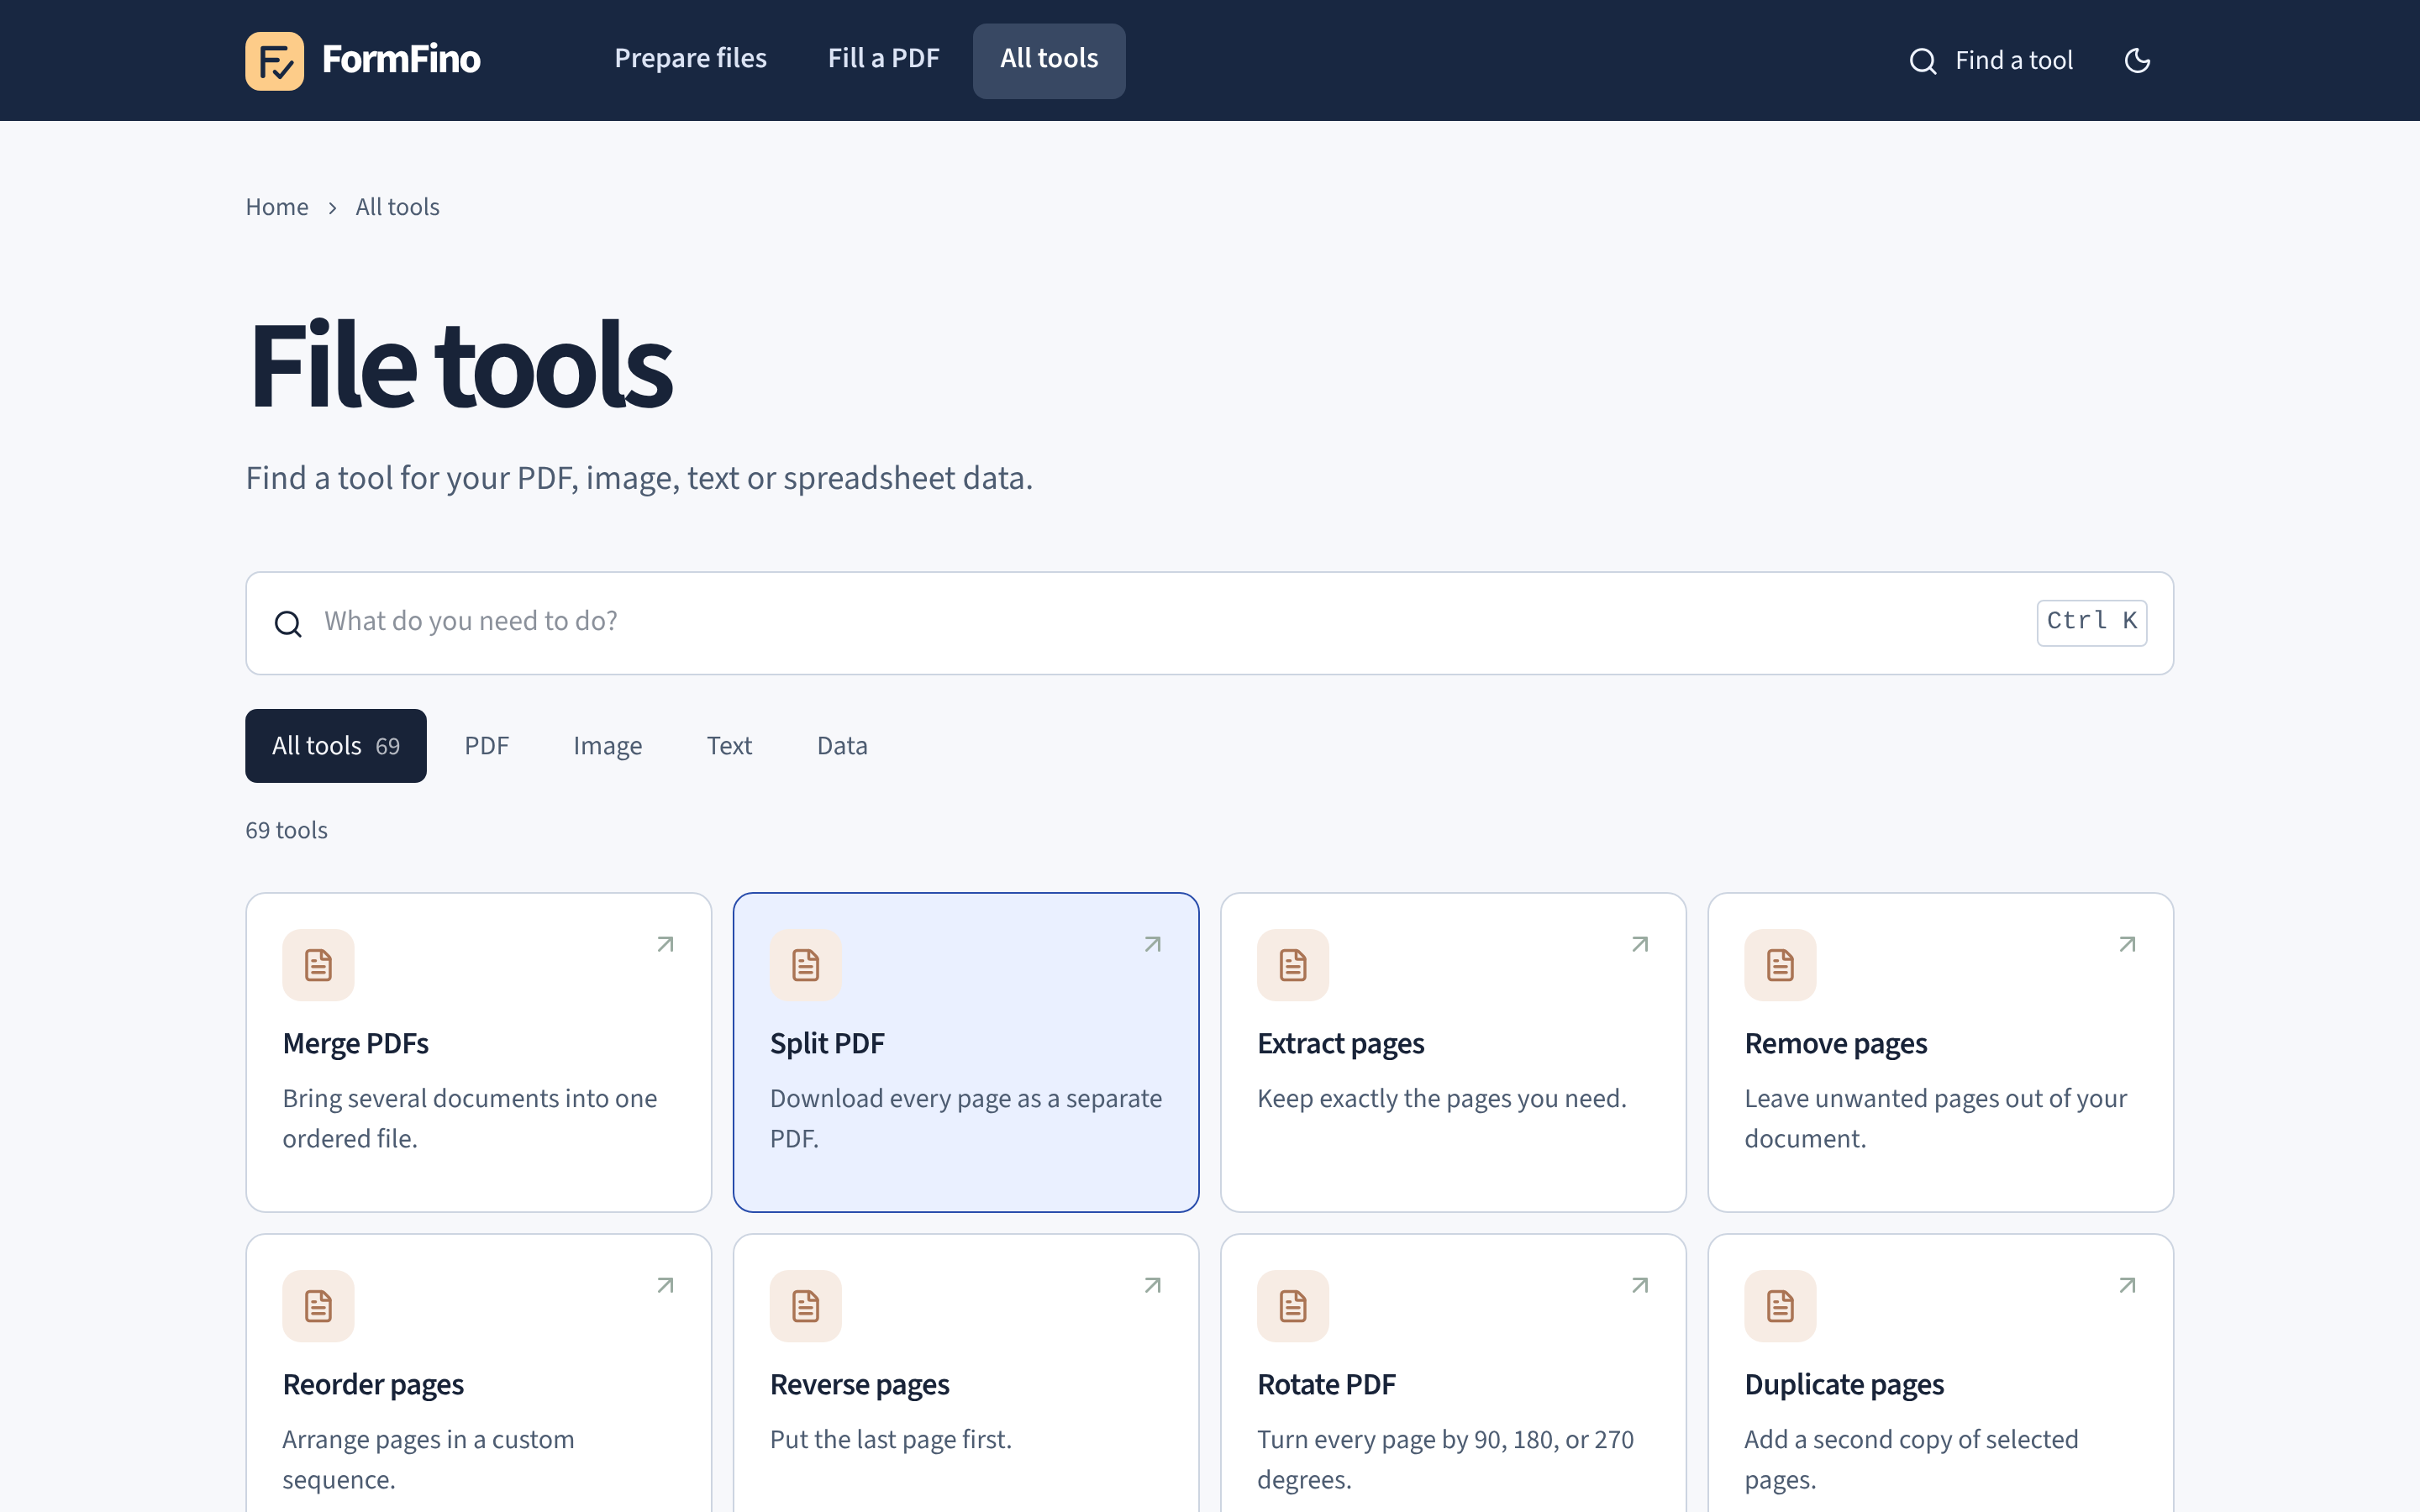 FormFino
Prepare files
Fill a PDF
All tools
Find a tool
Home > All tools
File tools
Find a tool for your PDF, image, text or spreadsheet data.
What do you need to do?
Ctrl K
All tools 69
PDF
Image
Text
Data
69 tools
Merge PDFs
Bring several documents into one
ordered file.
Split PDF
Download every page as a separate
PDF.
Extract pages
Keep exactly the pages you need.
Remove pages
Leave unwanted pages out of your
document.
Reorder pages
Arrange pages in a custom
sequence.
Reverse pages
Put the last page first.
Rotate PDF
Turn every page by 90, 180, or 270
degrees.
Duplicate pages
Add a second copy of selected
pages.